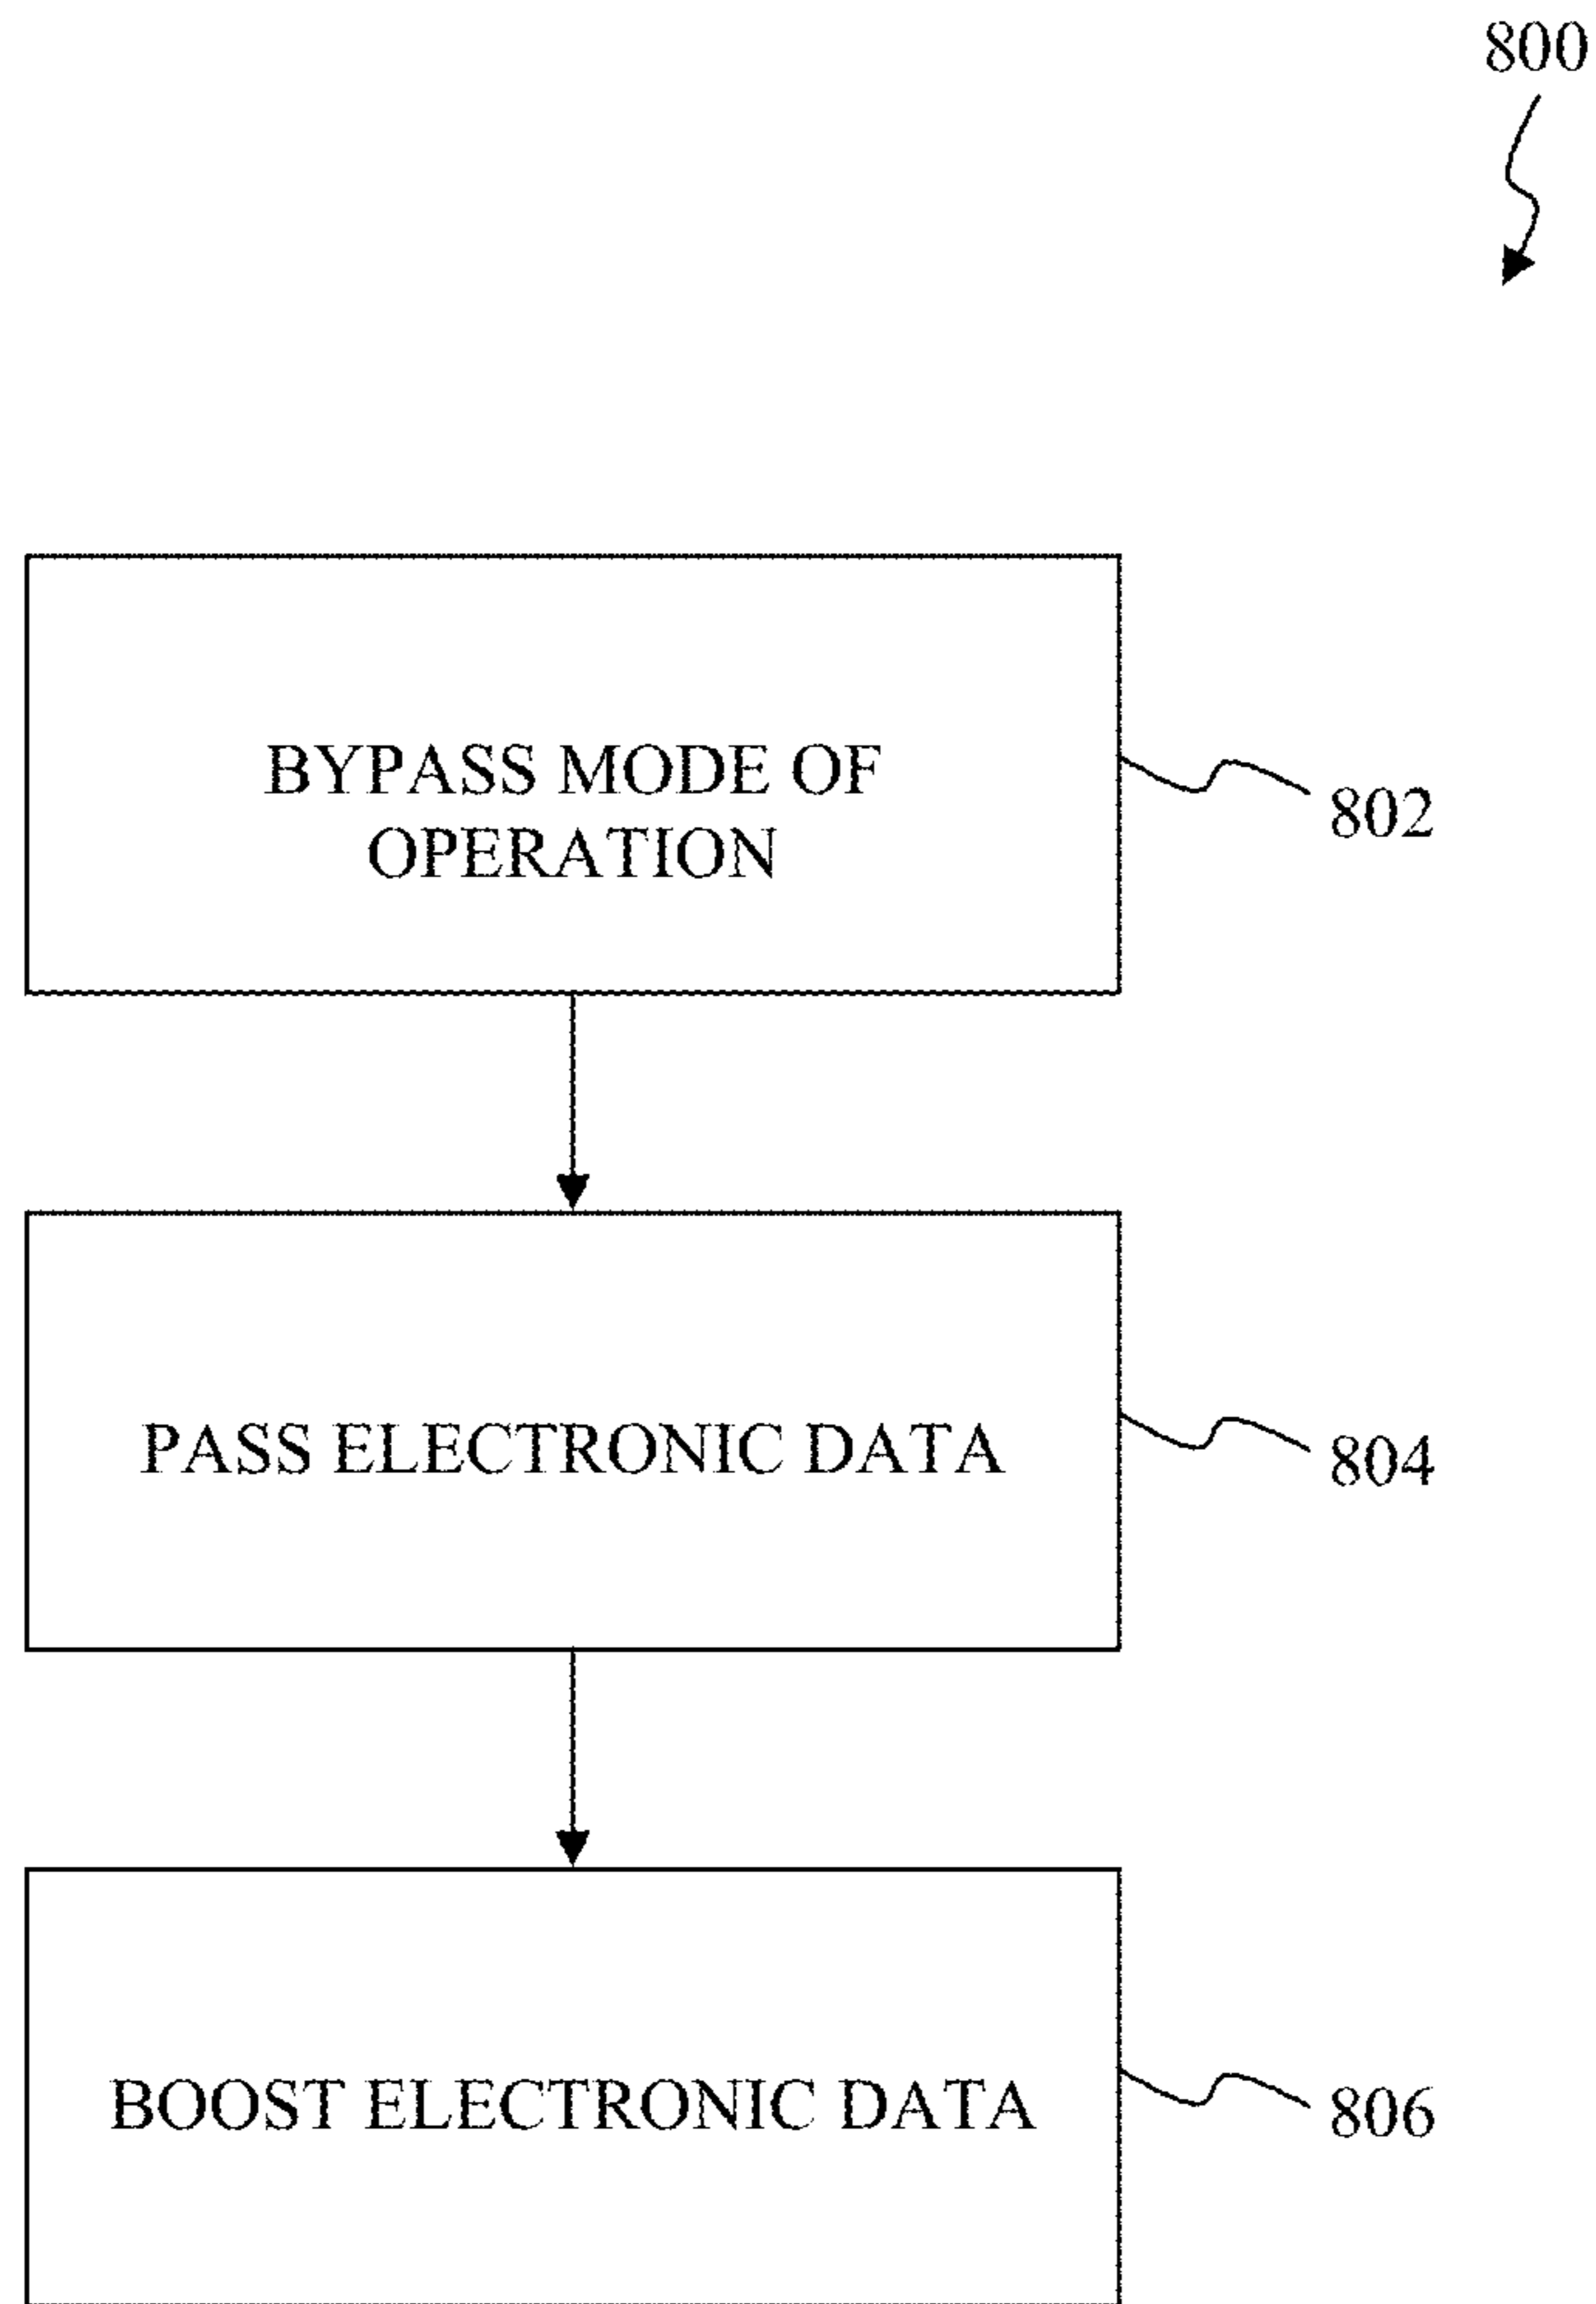 800
BYPASS MODE OF
OPERATION
802
PASS ELECTRONIC DATA
804
BOOST ELECTRONIC DATA
806